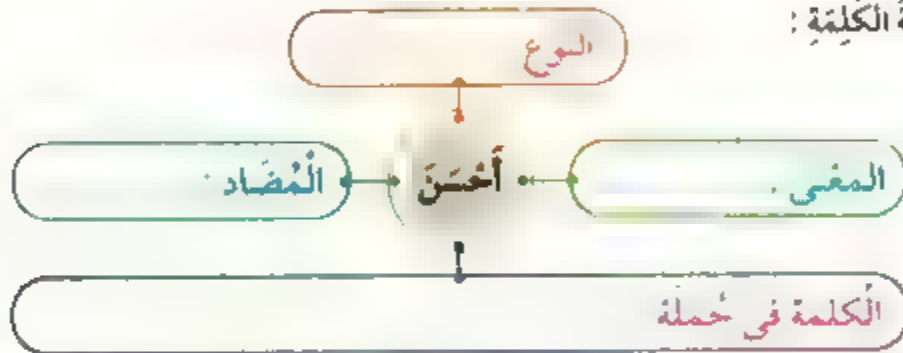 الْكَلِمَةِ :
النوع
المعنى
أَحْسَنَ
الْمُضَاد
الْكلمة في جُملة